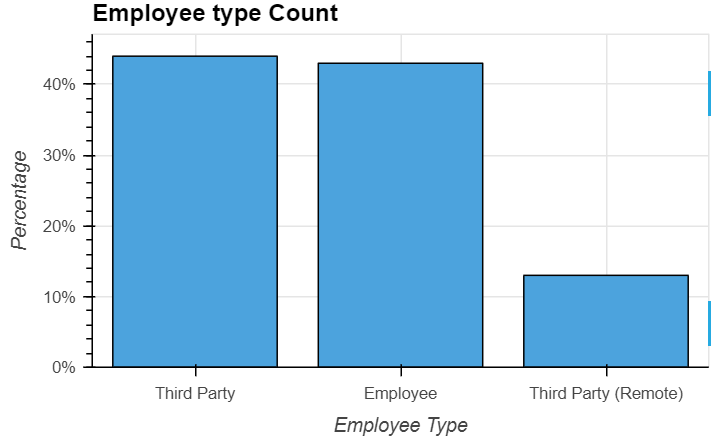 Employee type Count
Percentage
40%
30%
20%
10%
0%
Third Party
Employee
Third Party (Remote)
Employee Type